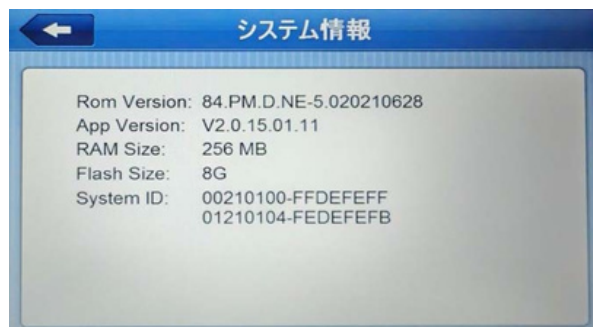 システム情報
Rom Version: 84.PM.D.NE-5.020210628
App Version: V2.0.15.01.11
RAM Size: 256 MB
Flash Size: 8G
System ID: 00210100-FFDEFEFF
01210104-FEDEFEFB